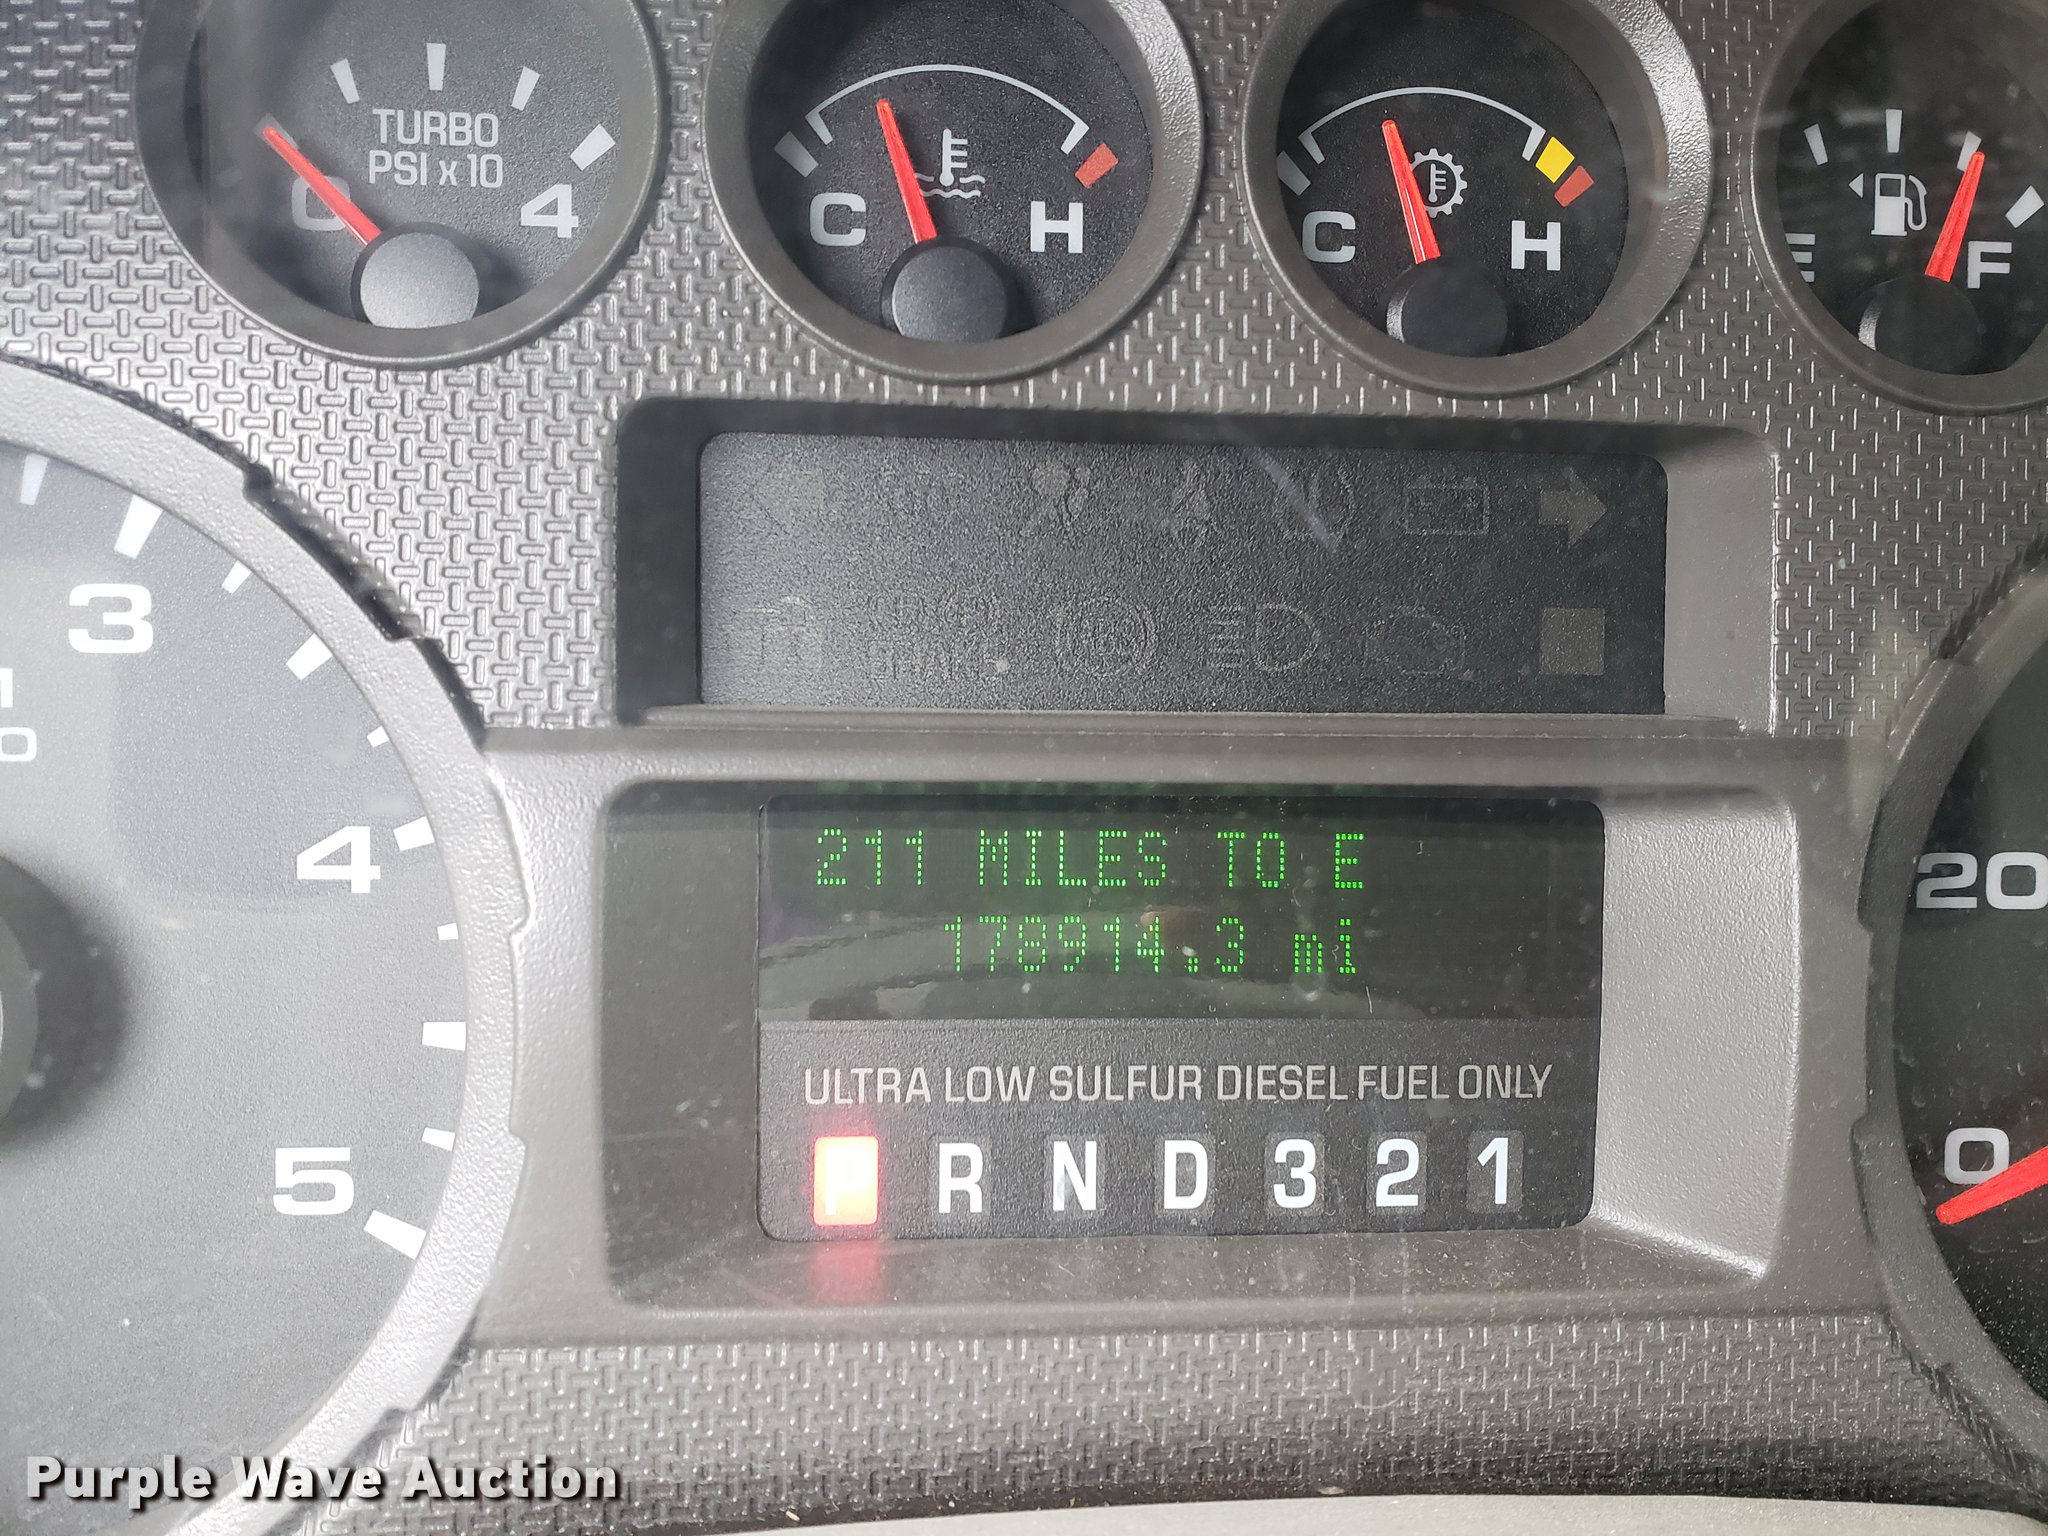 TURBO
PSI x 10
0 4
C H
C H
E F
3
4
5
211 MILES TO E
178914.3 mi
ULTRA LOW SULFUR DIESEL FUEL ONLY
P R N D 3 2 1
20
0
Purple Wave Auction